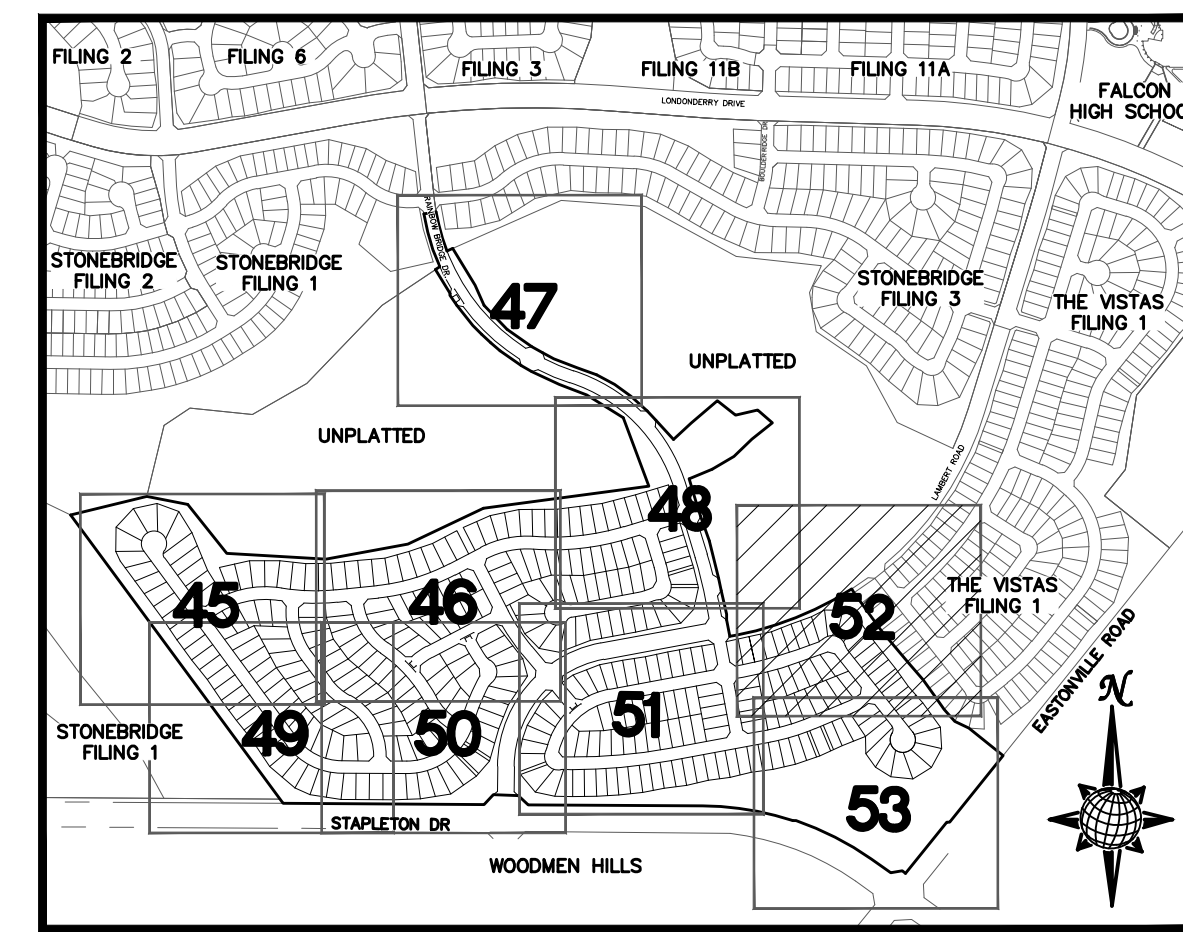 FILING 2
FILING 6
FILING 3
FILING 11B
FILING 11A
FALCON
HIGH SCHOO
LONDONDERRY DRIVE
BOULDER RIDGE DR
RAINBOW BRIDGE DR.
STONEBRIDGE
FILING 2
STONEBRIDGE
FILING 1
STONEBRIDGE
FILING 3
THE VISTAS
FILING 1
47
UNPLATTED
UNPLATTED
LAMBERT ROAD
48
45
46
52
THE VISTAS
FILING 1
EASTONVILLE ROAD
N
STONEBRIDGE
FILING 1
49
50
51
53
STAPLETON DR
WOODMEN HILLS